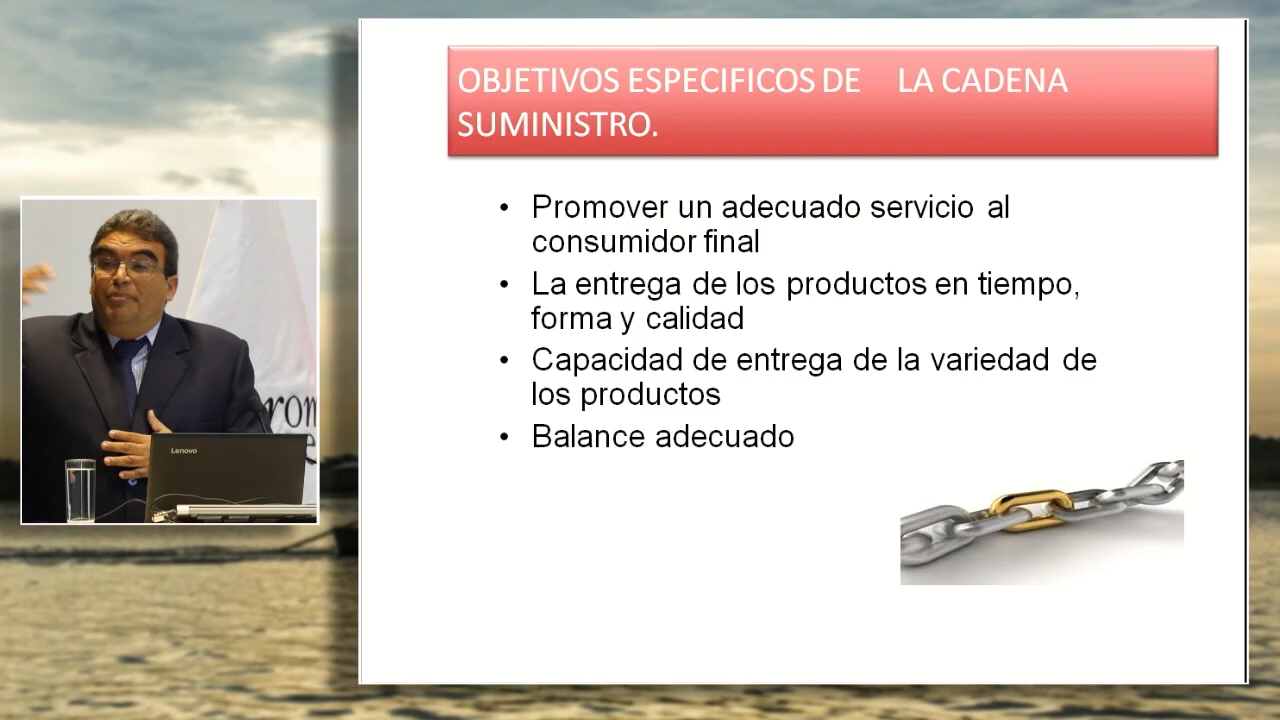 OBJETIVOS ESPECIFICOS DE LA CADENA
SUMINISTRO.
• Promover un adecuado servicio al
consumidor final
• La entrega de los productos en tiempo,
forma y calidad
• Capacidad de entrega de la variedad de
los productos
• Balance adecuado
Lenovo